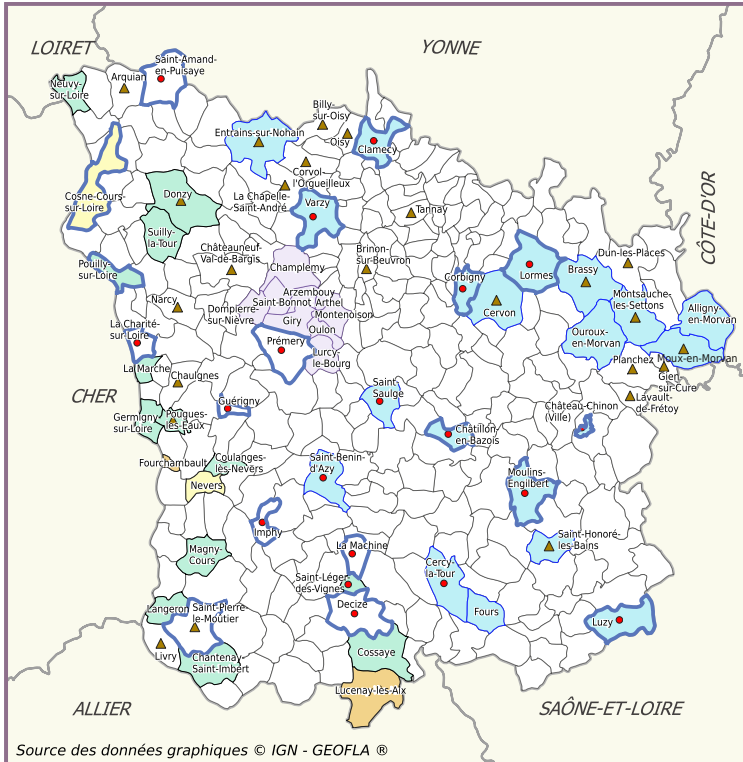 LOIRET
YONNE
Saint-Amand-
en-Puisaye
Arquian
Neuvy-
sur-Loire
Billy-
sur-Oisy
Entrains-sur-Nohain
Oisy
Clamecy
Corvol-
l'Orgueilleux
CÔTE-D'OR
Cosne-Cours-
sur-Loire
Donzy
La Chapelle-
Saint-André
Varzy
Tannay
Suilly-
la-Tour
Châteauneuf-
Val-de-Bargis
Brinon-
sur-Beuvron
Dun-les-Places
Pouilly-
sur-Loire
Champlemy
Corbigny
Lormes
Brassy
Montsauche-
les-Settons
Arzembouy
Saint-Bonnot
Arthel
Narcy
Dompierre-
sur-Nièvre
Montenoison
Giry
Cervon
Alligny-
en-Morvan
La Charité-
sur Loire
Oulon
Prémery
Ouroux-
en-Morvan
Lurcy-
le-Bourg
Planchez
Moux-en-Morvan
La Marche
Chaulgnes
Gien-
sur-Cure
Saint-
Saulge
CHER
Guérigny
Château-Chinon
(Ville)
Lavault-
de-Frétoy
Germigny-
sur-Loire
Pougues-
les-Eaux
Châtillon-
en-Bazois
Fourchambault
Coulanges-
lès-Nevers
Saint-Benin-
d'Azy
Moulins-
Engilbert
Nevers
Imphy
Saint-Honoré-
les-Bains
Magny-
Cours
La Machine
Cercy-
la-Tour
Saint-Léger-
des-Vignes
Langeron
Saint-Pierre-
le-Moutier
Decize
Fours
Luzy
Livry
Chantenay-
Saint-Imbert
Cossaye
Lucenay-lès-Aix
ALLIER
SAÔNE-ET-LOIRE
Source des données graphiques © IGN - GEOFLA ®